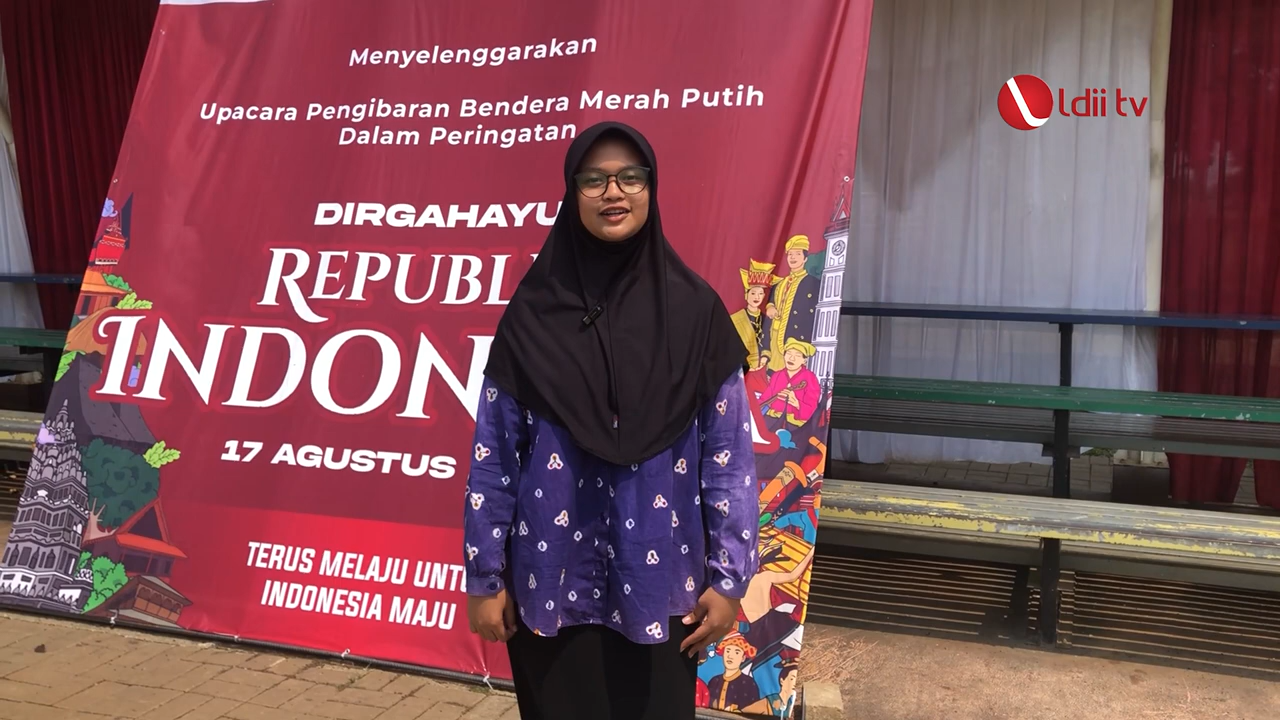 Menyelenggarakan
Upacara Pengibaran Bendera Merah Putih
Dalam Peringatan
DIRGAHAYU
REPUBL
INDON
17 AGUSTUS
TERUS MELAJU UNTU
INDONESIA MAJU
ldii tv